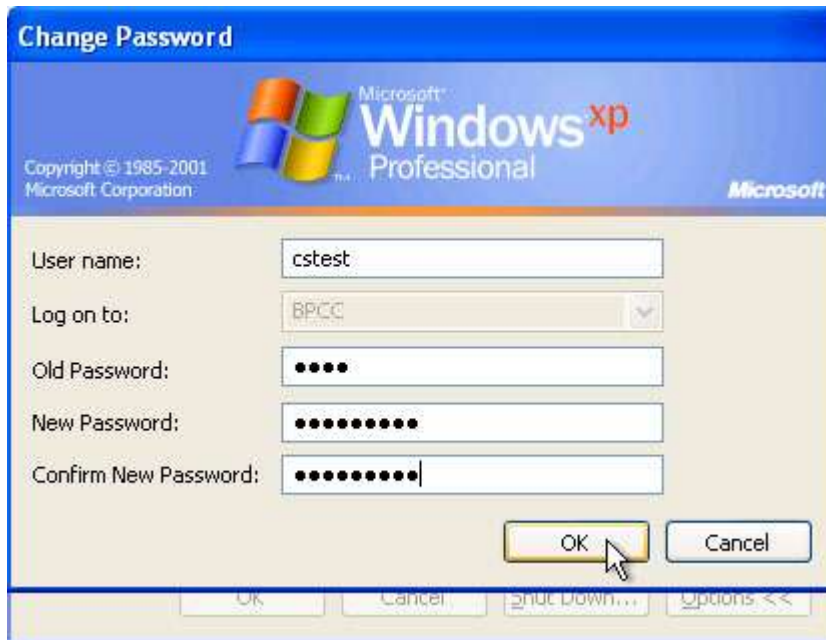 Change Password
Microsoft®
Windows xp
Professional
Copyright © 1985-2001
Microsoft Corporation
Microsoft
User name: cstest
Log on to: BPCC
Old Password: ●●●●
New Password: ●●●●●●●●●
Confirm New Password: ●●●●●●●●●
OK Cancel
OK Cancel Shut Down... Options <<